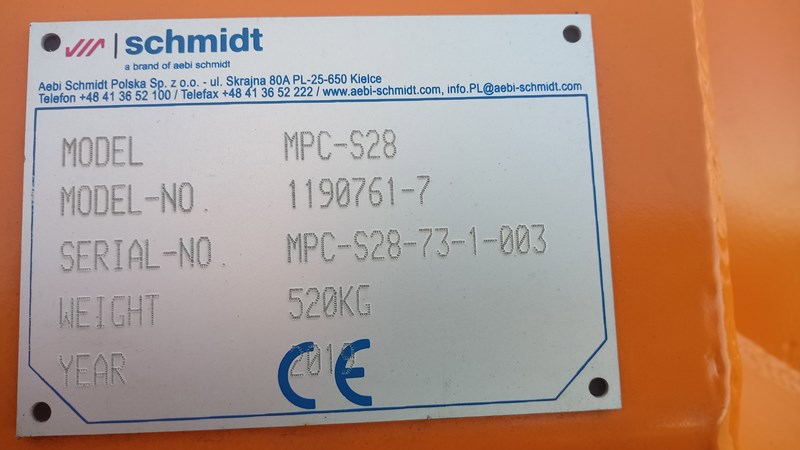 schmidt
a brand of aebi schmidt
Aebi Schmidt Polska Sp. z o.o. - ul. Skrajna 80A PL-25-650 Kielce
Telefon +48 41 36 52 100 / Telefax +48 41 36 52 222 / www.aebi-schmidt.com, info.PL@aebi-schmidt.com
MODEL MPC-S28
MODEL-NO. 1190761-7
SERIAL-NO. MPC-S28-73-1-003
WEIGHT 520KG
YEAR
CE